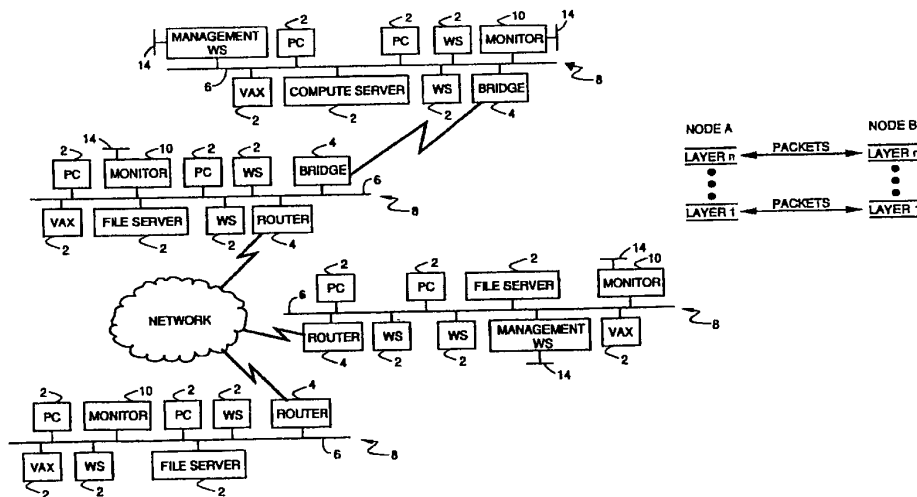 2 2 2 10 14
MANAGEMENT WS PC PC WS MONITOR
14
6 8
VAX COMPUTE SERVER WS BRIDGE
2 2 2 4
14
2 10 2 2 4
PC MONITOR PC WS BRIDGE
6
8
VAX FILE SERVER WS ROUTER
2 2 2 4
NODE A NODE B
LAYER n PACKETS LAYER n
LAYER 1 PACKETS LAYER 1
14
2 2 2 10
PC PC FILE SERVER MONITOR
6
8
NETWORK
ROUTER WS WS MANAGEMENT WS VAX
4 2 2 14 2
2 10 2 2 4
PC MONITOR PC WS ROUTER
6 8
VAX WS FILE SERVER
2 2 2